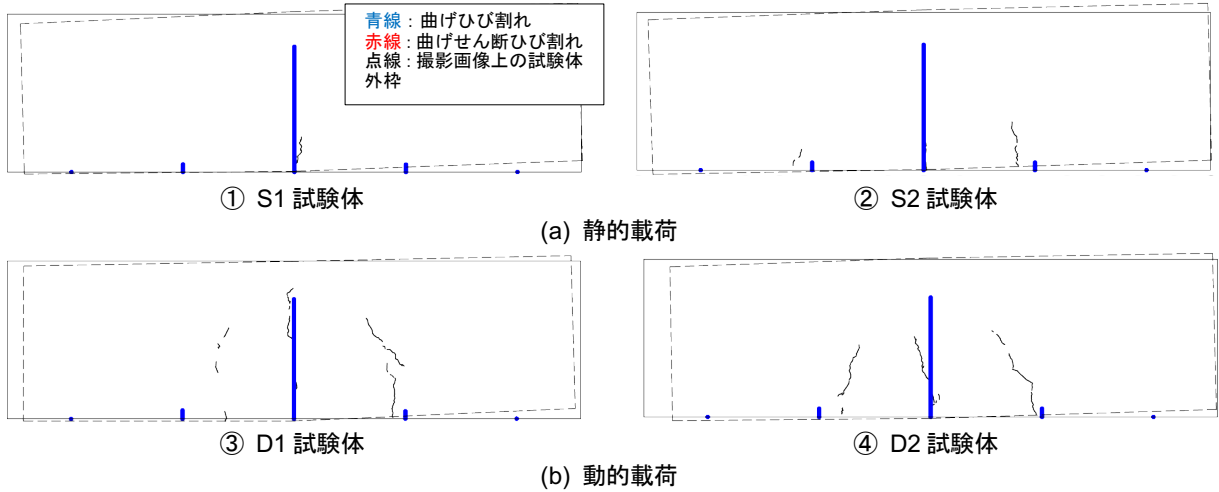 青線：曲げひび割れ
赤線：曲げせん断ひび割れ
点線：撮影画像上の試験体
外枠
① S1 試験体
② S2 試験体
(a) 静的載荷
③ D1 試験体
④ D2 試験体
(b) 動的載荷